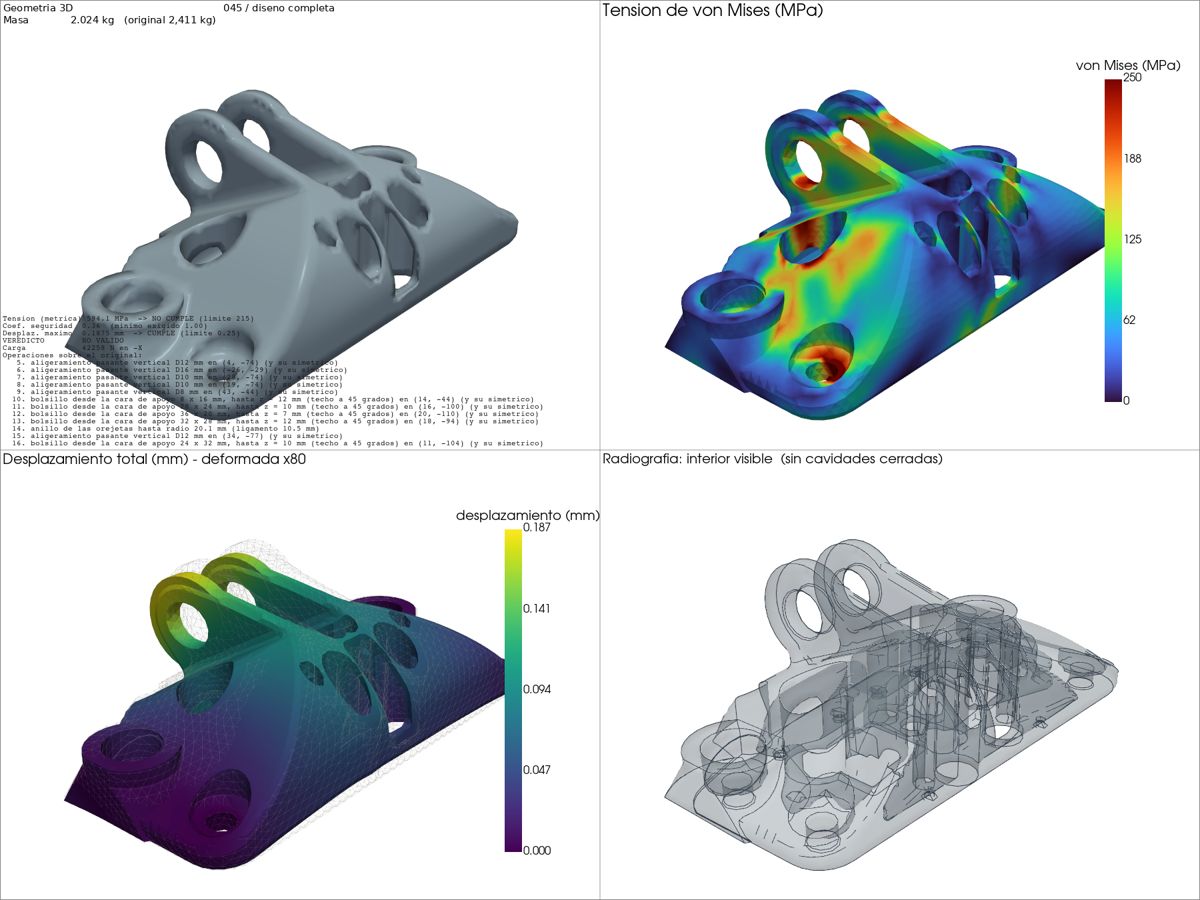 Geometria 3D 045 / diseno completa
Masa 2.024 kg (original 2,411 kg)
Tension (metrica) 594.1 MPa -> NO CUMPLE (limite 215)
Coef. seguridad 0.36 (minimo exigido 1.00)
Desplaz. maximo 0.1875 mm -> CUMPLE (limite 0.25)
VEREDICTO NO VALIDO
Carga 42258 N en -X
Operaciones sobre el original:
5. aligeramiento pasante vertical D12 mm en (4, -74) (y su simetrico)
6. aligeramiento pasante vertical D16 mm en (-26, -29) (y su simetrico)
7. aligeramiento pasante vertical D10 mm en -74) (y su simetrico)
8. aligeramiento pasante vertical D10 mm en (19, -74) (y su simetrico)
9. aligeramiento pasante vertical D8 mm en (43, -44) (y su simetrico)
10. bolsillo desde la cara de apoyo 8 x 16 mm, hasta z = 12 mm (techo a 45 grados) en (14, -44) (y su simetrico)
11. bolsillo desde la cara de apoyo x 24 mm, hasta z = 10 mm (techo a 45 grados) en (16, -100) (y su simetrico)
12. bolsillo desde la cara de apoyo 36 x mm, hasta z = 7 mm (techo a 45 grados) en (20, -110) (y su simetrico)
13. bolsillo desde la cara de apoyo 32 x 28 mm, hasta z = 12 mm (techo a 45 grados) en (18, -94) (y su simetrico)
14. anillo de las orejetas hasta radio 20.1 mm (ligamento 10.5 mm)
15. aligeramiento pasante vertical D12 mm en (34, -77) (y su simetrico)
16. bolsillo desde la cara de apoyo 24 x 32 mm, hasta z = 10 mm (techo a 45 grados) en (11, -104) (y su simetrico)
Tension de von Mises (MPa)
von Mises (MPa)
250
188
125
62
0
Desplazamiento total (mm) - deformada x80
desplazamiento (mm)
0.187
0.141
0.094
0.047
0.000
Radiografia: interior visible (sin cavidades cerradas)